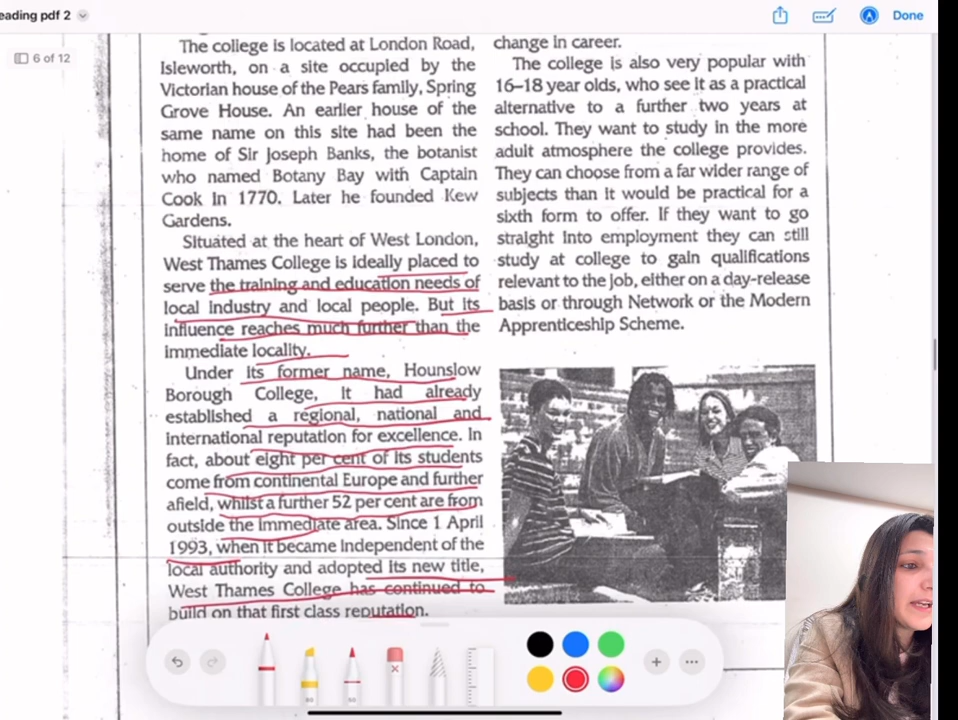 eading pdf 2
Done
6 of 12
The college is located at London Road,
Isleworth, on a site occupied by the
Victorian house of the Pears family, Spring
Grove House. An earlier house of the
same name on this site had been the
home of Sir Joseph Banks, the botanist
who named Botany Bay with Captain
Cook in 1770. Later he founded Kew
Gardens.
Situated at the heart of West London,
West Thames College is ideally placed to
serve the training and education needs of
local industry and local people. But its
influence reaches much further than the
immediate locality.
Under its former name, Hounslow
Borough College, it had already
established a regional, national and
international reputation for excellence. In
fact, about eight per cent of its students
come from continental Europe and further
afield, whilst a further 52 per cent are from
outside the immediate area. Since 1 April
1993, when it became independent of the
local authority and adopted its new title,
West Thames College has continued to
build on that first class reputation.
change in career.
The college is also very popular with
16–18 year olds, who see it as a practical
alternative to a further two years at
school. They want to study in the more
adult atmosphere the college provides.
They can choose from a far wider range of
subjects than it would be practical for a
sixth form to offer. If they want to go
straight into employment they can still
study at college to gain qualifications
relevant to the job, either on a day-release
basis or through Network or the Modern
Apprenticeship Scheme.